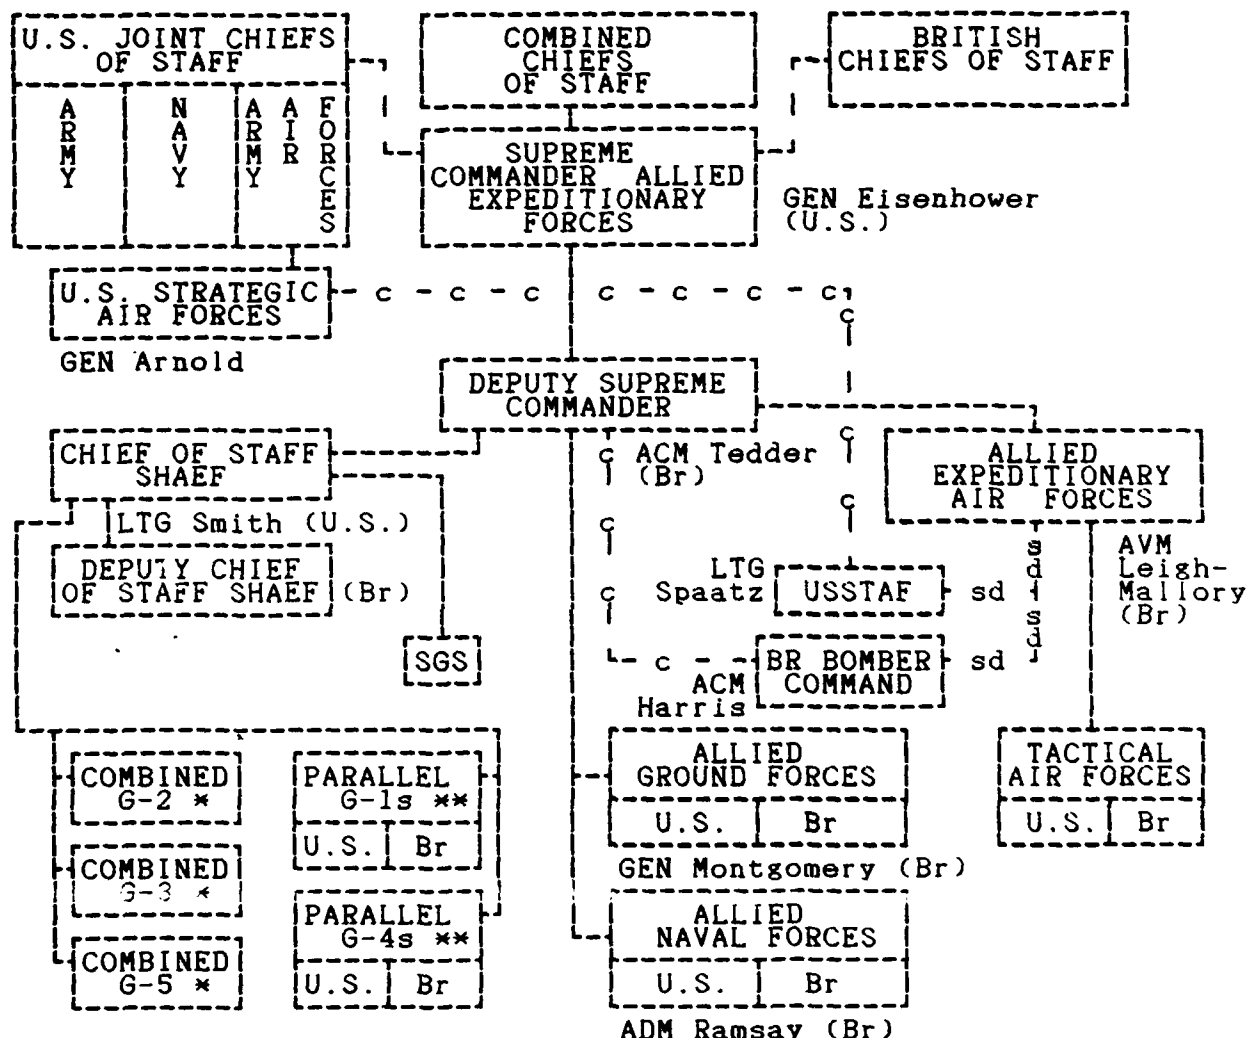 U.S. JOINT CHIEFS
OF STAFF
ARMY
NAVY
ARMY
AIR
FORCES
COMBINED
CHIEFS
OF STAFF
BRITISH
CHIEFS OF STAFF
SUPREME
COMMANDER ALLIED
EXPEDITIONARY
FORCES
GEN Eisenhower
(U.S.)
U.S. STRATEGIC
AIR FORCES
c c c c c c c
c
GEN Arnold
DEPUTY SUPREME
COMMANDER
c
c
c
c
c
ACM Tedder
(Br)
CHIEF OF STAFF
SHAEF
LTG Smith (U.S.)
DEPUTY CHIEF
OF STAFF SHAEF
(Br)
SGS
ALLIED
EXPEDITIONARY
AIR FORCES
AVM
Leigh-
Mallory
(Br)
LTG
Spaatz
USSTAF
sd
sd
sd
c
BR BOMBER
COMMAND
sd
ACM
Harris
COMBINED
G-2 *
COMBINED
G-3 *
COMBINED
G-5 *
PARALLEL
G-1s **
U.S. Br
PARALLEL
G-4s **
U.S. Br
ALLIED
GROUND FORCES
U.S. Br
GEN Montgomery (Br)
ALLIED
NAVAL FORCES
U.S. Br
ADM Ramsay (Br)
TACTICAL
AIR FORCES
U.S. Br